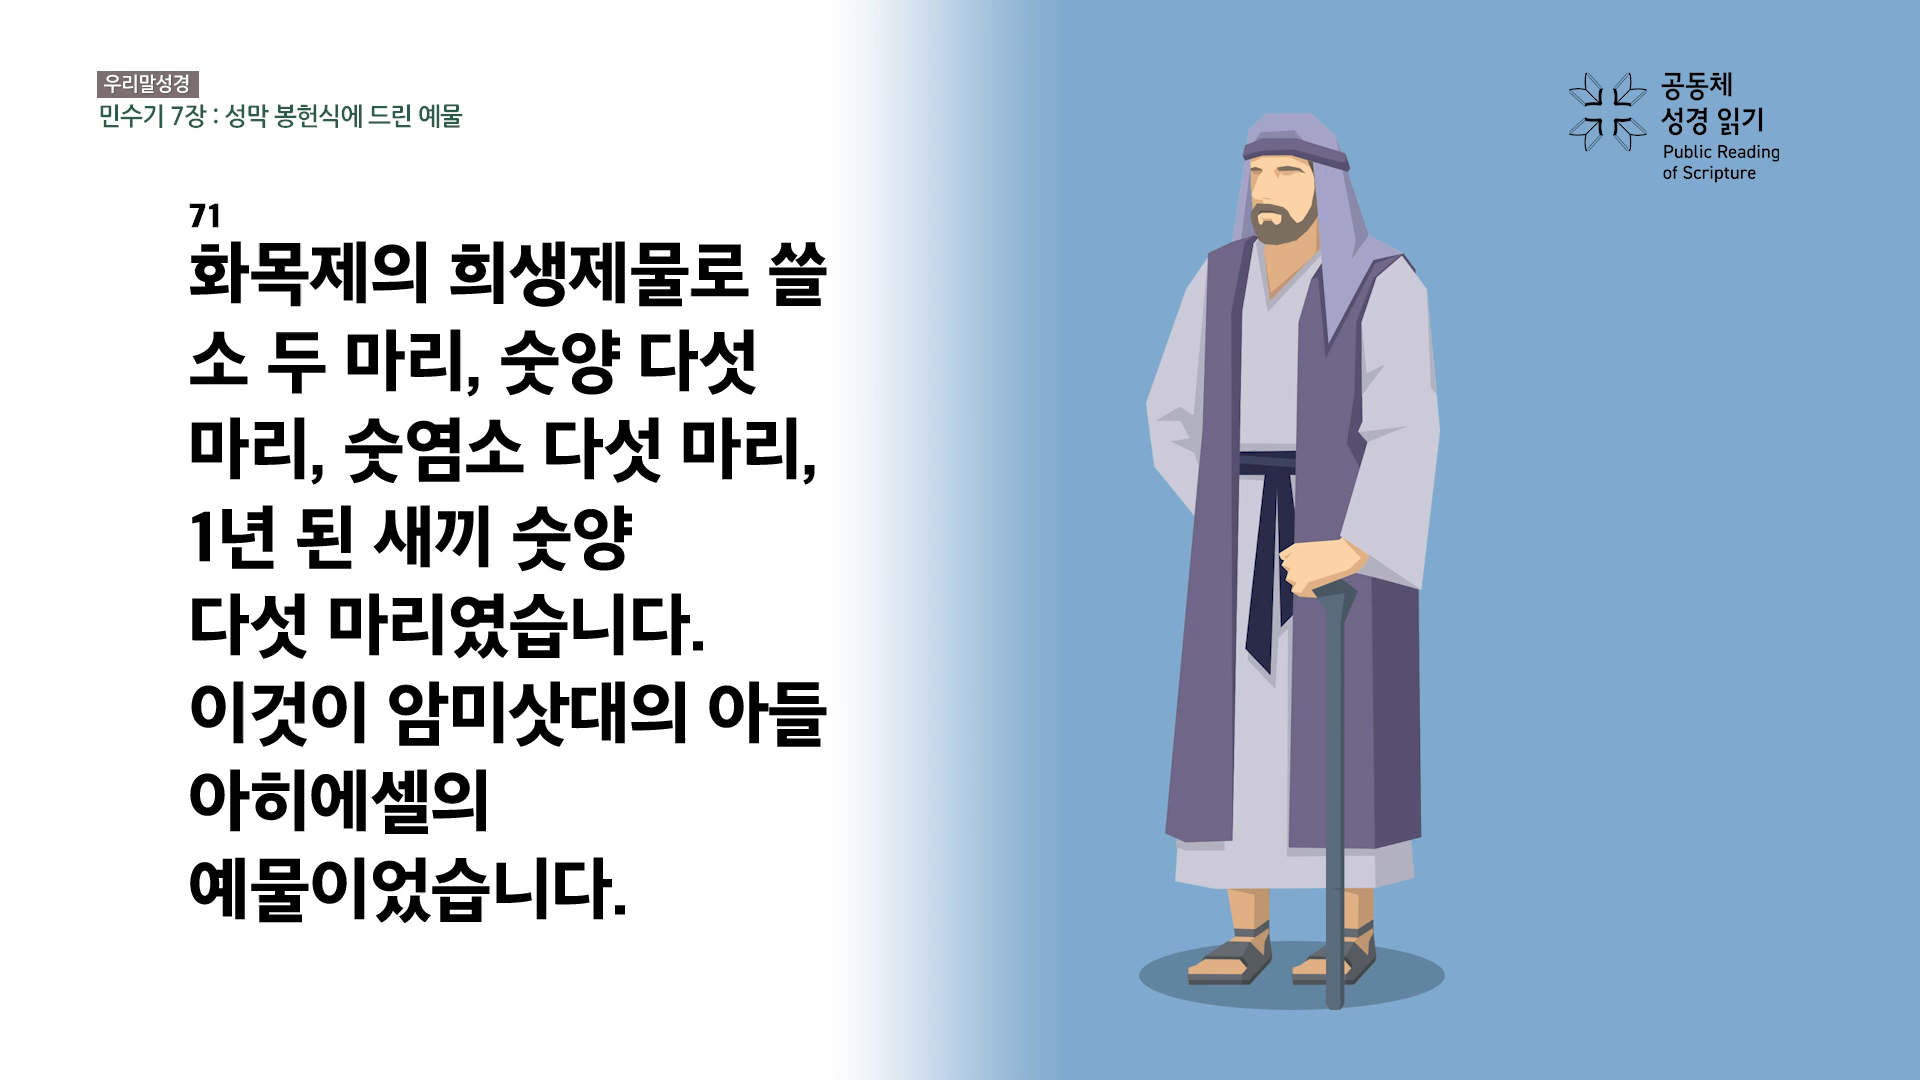 우리말성경
민수기 7장 : 성막 봉헌식에 드린 예물
공동체
성경 읽기
Public Reading
of Scripture
71
화목제의 희생제물로 쓸
소 두 마리, 숫양 다섯
마리, 숫염소 다섯 마리,
1년 된 새끼 숫양
다섯 마리였습니다.
이것이 암미삿대의 아들
아히에셀의
예물이었습니다.